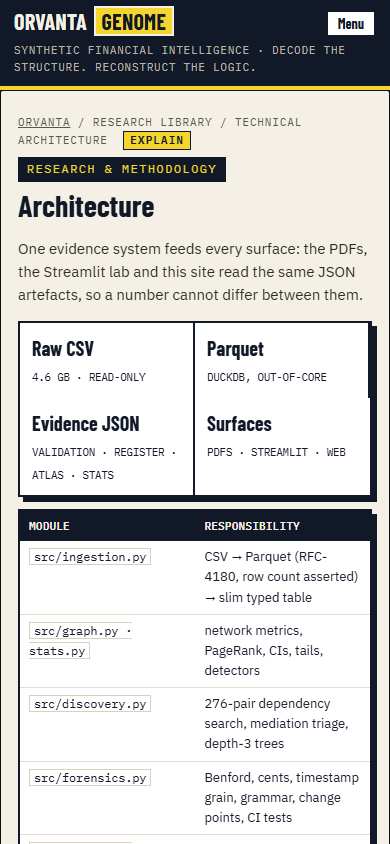 ORVANTA GENOME
Menu
SYNTHETIC FINANCIAL INTELLIGENCE · DECODE THE
STRUCTURE. RECONSTRUCT THE LOGIC.
ORVANTA / RESEARCH LIBRARY / TECHNICAL
ARCHITECTURE EXPLAIN
RESEARCH & METHODOLOGY
Architecture
One evidence system feeds every surface: the PDFs,
the Streamlit lab and this site read the same JSON
artefacts, so a number cannot differ between them.
Raw CSV
4.6 GB · READ-ONLY
Parquet
DUCKDB, OUT-OF-CORE
Evidence JSON
VALIDATION · REGISTER ·
ATLAS · STATS
Surfaces
PDFS · STREAMLIT · WEB
MODULE RESPONSIBILITY
src/ingestion.py
CSV → Parquet (RFC-
4180, row count asserted)
→ slim typed table
src/graph.py ·
stats.py
network metrics,
PageRank, CIs, tails,
detectors
src/discovery.py
276-pair dependency
search, mediation triage,
depth-3 trees
src/forensics.py
Benford, cents, timestamp
grain, grammar, change
points, CI tests